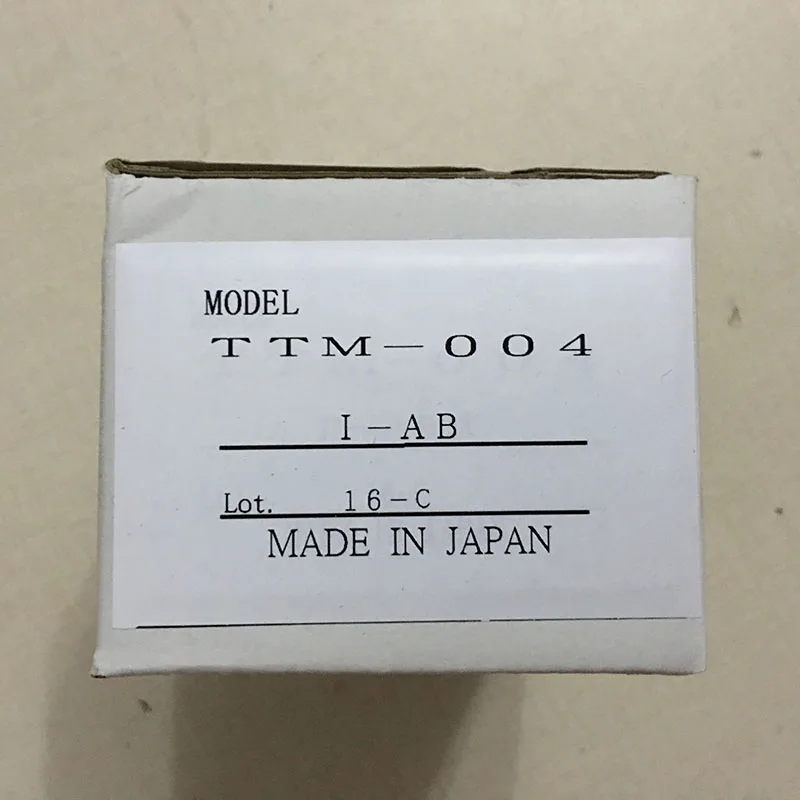 MODEL
TTM-004
I-AB
Lot. 16-C
MADE IN JAPAN